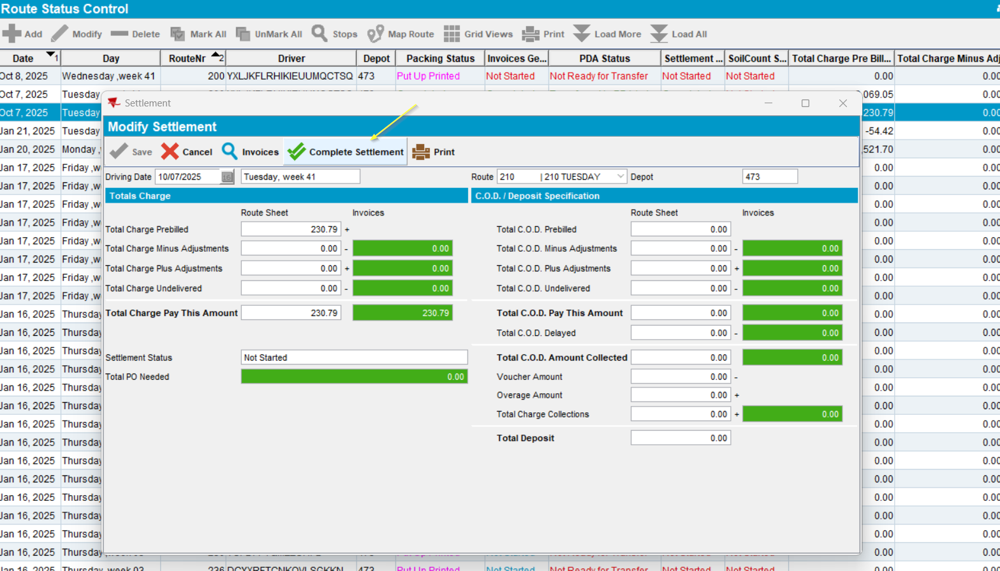 Route Status Control
Add Modify Delete Mark All UnMark All Stops Map Route Grid Views Print Load More Load All
Date 1 Day RouteNr 2 Driver Depot Packing Status Invoices Ge... PDA Status Settlement ... SoilCount S... Total Charge Pre Bill... Total Charge Minus Adj
Oct 8, 2025 Wednesday ,week 41 200 YXLJKFLRHIKIEUUMQCTSQ 473 Put Up Printed Not Started Not Ready for Transfer Not Started Not Started 0.00 0.00
Oct 7, 2025 Tuesday 069.05 0.00
Oct 7, 2025 Tuesday 230.79 0.00
Jan 21, 2025 Tuesday -54.42 0.00
Jan 20, 2025 Monday , 521.70 0.00
Jan 17, 2025 Friday ,w 0.00 0.00
Jan 17, 2025 Friday ,w 0.00 0.00
Jan 17, 2025 Friday ,w 0.00 0.00
Jan 17, 2025 Friday ,w 0.00 0.00
Jan 17, 2025 Friday ,w 0.00 0.00
Jan 17, 2025 Friday ,w 0.00 0.00
Jan 17, 2025 Friday ,w 0.00 0.00
Jan 17, 2025 Friday ,w 0.00 0.00
Jan 16, 2025 Thursday 0.00 0.00
Jan 16, 2025 Thursday 0.00 0.00
Jan 16, 2025 Thursday 0.00 0.00
Jan 16, 2025 Thursday 0.00 0.00
Jan 16, 2025 Thursday 0.00 0.00
Jan 16, 2025 Thursday 0.00 0.00
Jan 16, 2025 Thursday 0.00 0.00
Jan 16, 2025 Thursday 0.00 0.00
Jan 16, 2025 Thursday 0.00 0.00
Jan 16, 2025 Thursday 0.00 0.00
Jan 16, 2025 Thursday 0.00 0.00
Jan 16, 2025 Thursday 0.00 0.00
Jan 16, 2025 Thursday 0.00 0.00
Jan 16, 2025 Thursday 0.00 0.00
Jan 16, 2025 Thursday ,week 03 236 473 Put Up Printed Not Started Not Ready for Transfer Not Started Not Started 0.00 0.00
Settlement
Modify Settlement
Save Cancel Invoices Complete Settlement Print
Driving Date 10/07/2025 16 Tuesday, week 41 Route 210 | 210 TUESDAY Depot 473
Totals Charge
Route Sheet Invoices
Total Charge Prebilled 230.79 +
Total Charge Minus Adjustments 0.00 - 0.00
Total Charge Plus Adjustments 0.00 + 0.00
Total Charge Undelivered 0.00 - 0.00
Total Charge Pay This Amount 230.79 230.79
Settlement Status Not Started
Total PO Needed 0.00
C.O.D. / Deposit Specification
Route Sheet Invoices
Total C.O.D. Prebilled 0.00
Total C.O.D. Minus Adjustments 0.00 - 0.00
Total C.O.D. Plus Adjustments 0.00 + 0.00
Total C.O.D. Undelivered 0.00 - 0.00
Total C.O.D. Pay This Amount 0.00 0.00
Total C.O.D. Delayed 0.00 - 0.00
Total C.O.D. Amount Collected 0.00 0.00
Voucher Amount 0.00 -
Overage Amount 0.00 +
Total Charge Collections 0.00 + 0.00
Total Deposit 0.00